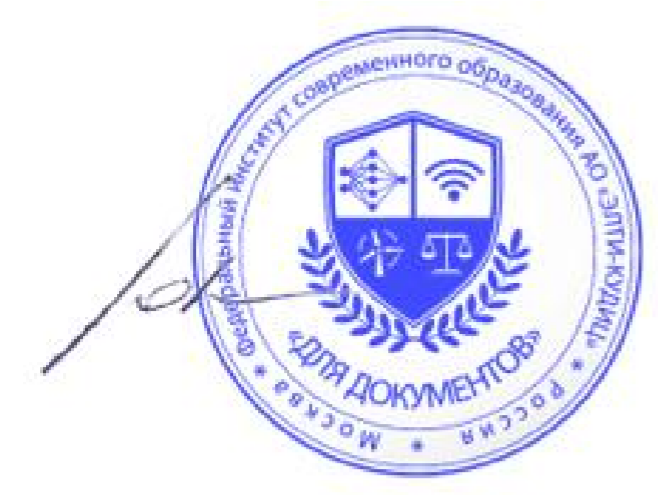 Федеральный институт современного образования АО «ЭЛТИ-КУДИЦ»
* Россия * Москва *
«ДЛЯ ДОКУМЕНТОВ»